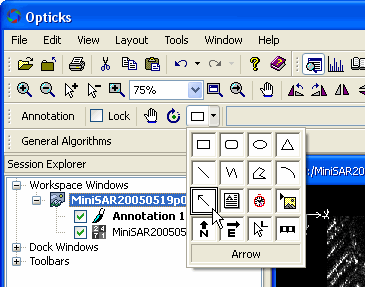 Opticks
File Edit View Layout Tools Window Help
75%
Annotation Lock
General Algorithms
Session Explorer
Workspace Windows
MiniSAR20050519p0
Annotation 1
MiniSAR200505
Dock Windows
Toolbars
N E
Arrow
/MiniSAR20
x